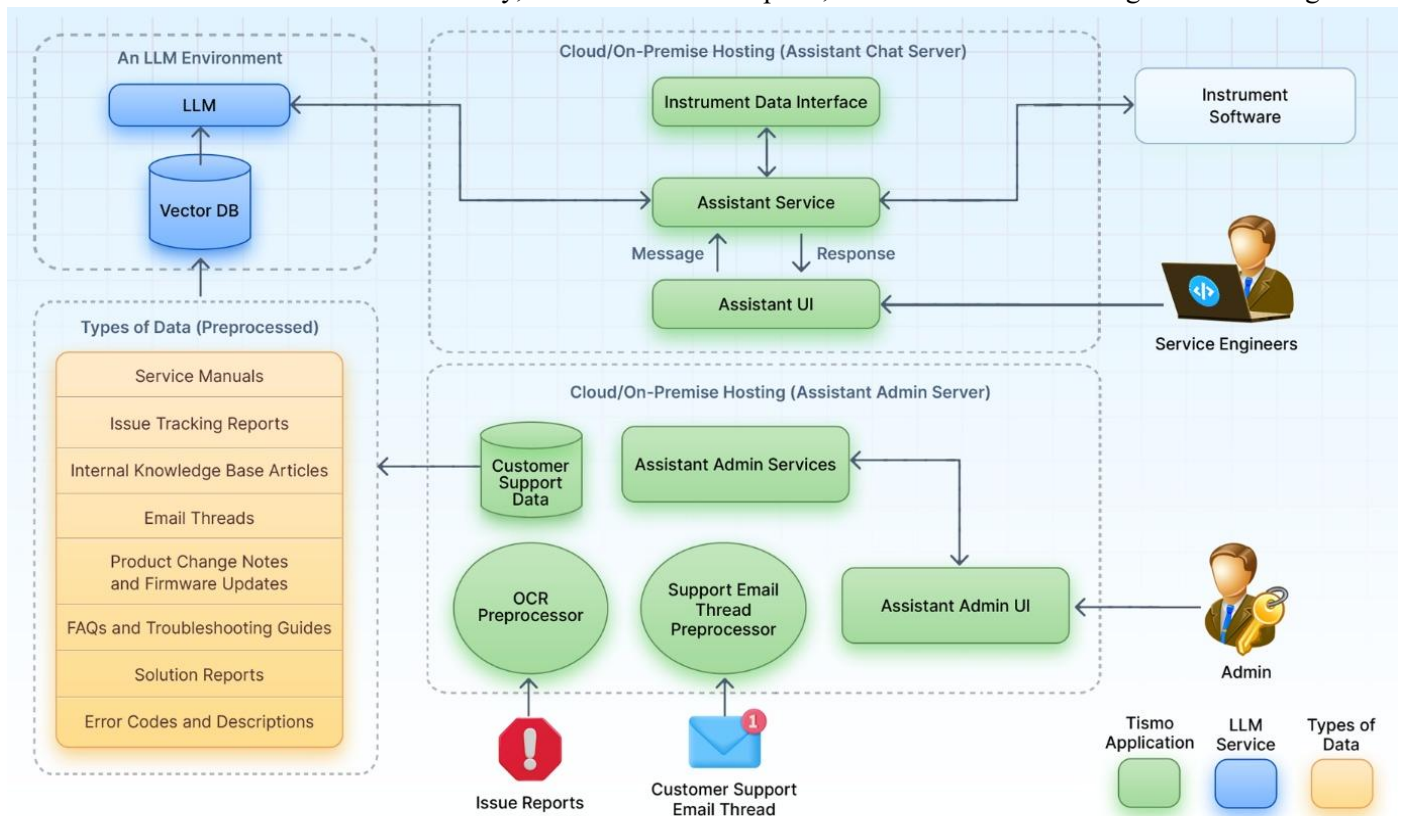 An LLM Environment
LLM
Vector DB
Cloud/On-Premise Hosting (Assistant Chat Server)
Instrument Data Interface
Assistant Service
Message
Response
Assistant UI
Instrument
Software
Service Engineers
Types of Data (Preprocessed)
Service Manuals
Issue Tracking Reports
Internal Knowledge Base Articles
Email Threads
Product Change Notes
and Firmware Updates
FAQs and Troubleshooting Guides
Solution Reports
Error Codes and Descriptions
Cloud/On-Premise Hosting (Assistant Admin Server)
Customer
Support
Data
Assistant Admin Services
OCR
Preprocessor
Support Email
Thread
Preprocessor
Assistant Admin UI
Admin
1
Issue Reports
Customer Support
Email Thread
Tismo
Application
LLM
Service
Types of
Data